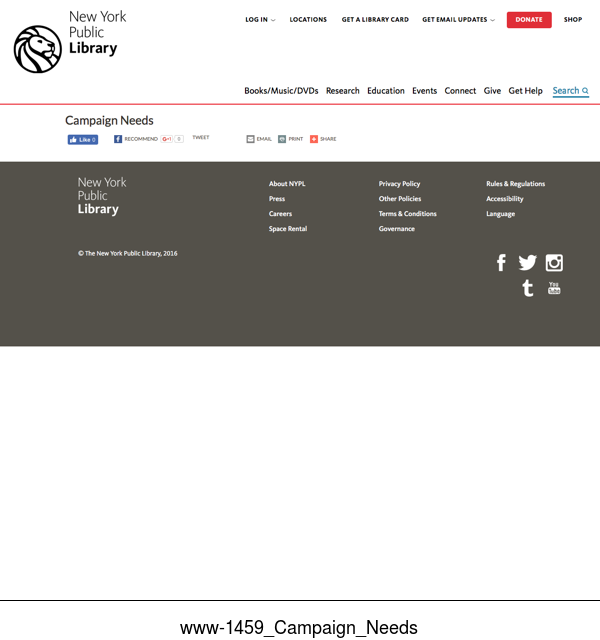 New York
Public
Library
LOG IN
LOCATIONS
GET A LIBRARY CARD
GET EMAIL UPDATES
DONATE
SHOP
Books/Music/DVDs
Research
Education
Events
Connect
Give
Get Help
Search
Campaign Needs
Like 0
RECOMMEND
G+1 0
TWEET
EMAIL
PRINT
SHARE
New York
Public
Library
About NYPL
Press
Careers
Space Rental
Privacy Policy
Other Policies
Terms & Conditions
Governance
Rules & Regulations
Accessibility
Language
© The New York Public Library, 2016
You
Tube
www-1459_Campaign_Needs